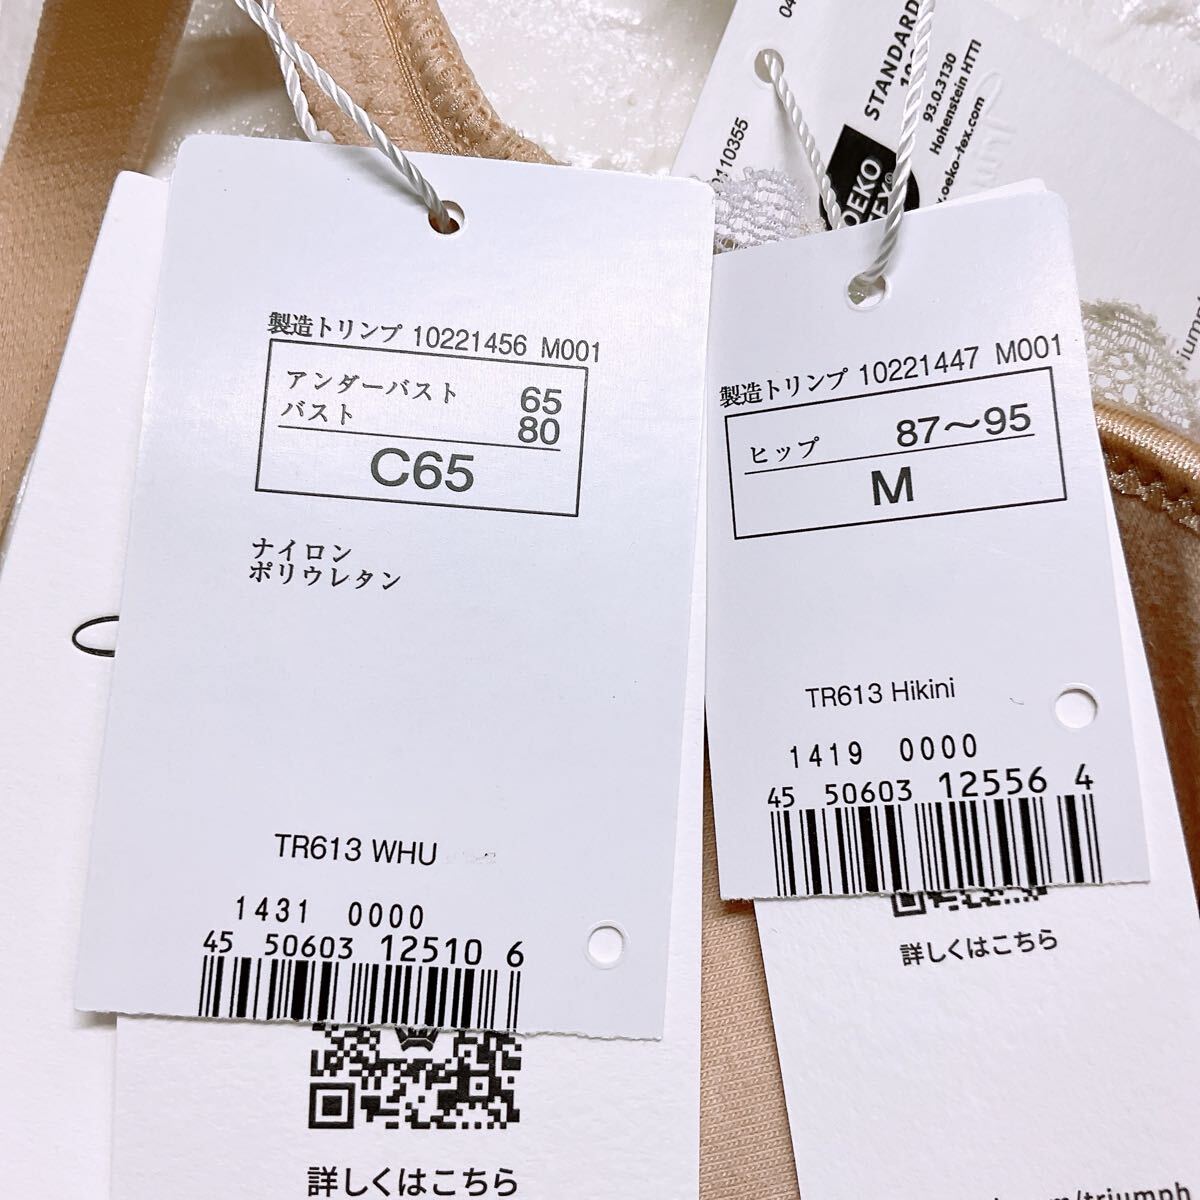 製造トリンプ 10221456 M001
アンダーバスト 65
バスト 80
C65
ナイロン
ポリウレタン
TR613 WHU
1431 0000
45 50603 12510 6
詳しくはこちら
製造トリンプ 10221447 M001
ヒップ 87〜95
M
TR613 Hikini
1419 0000
45 50603 12556 4
詳しくはこちら
STANDARD
93.0.3130
Hohenstein HTTI
.oeko-tex.com
OEKO
0110355